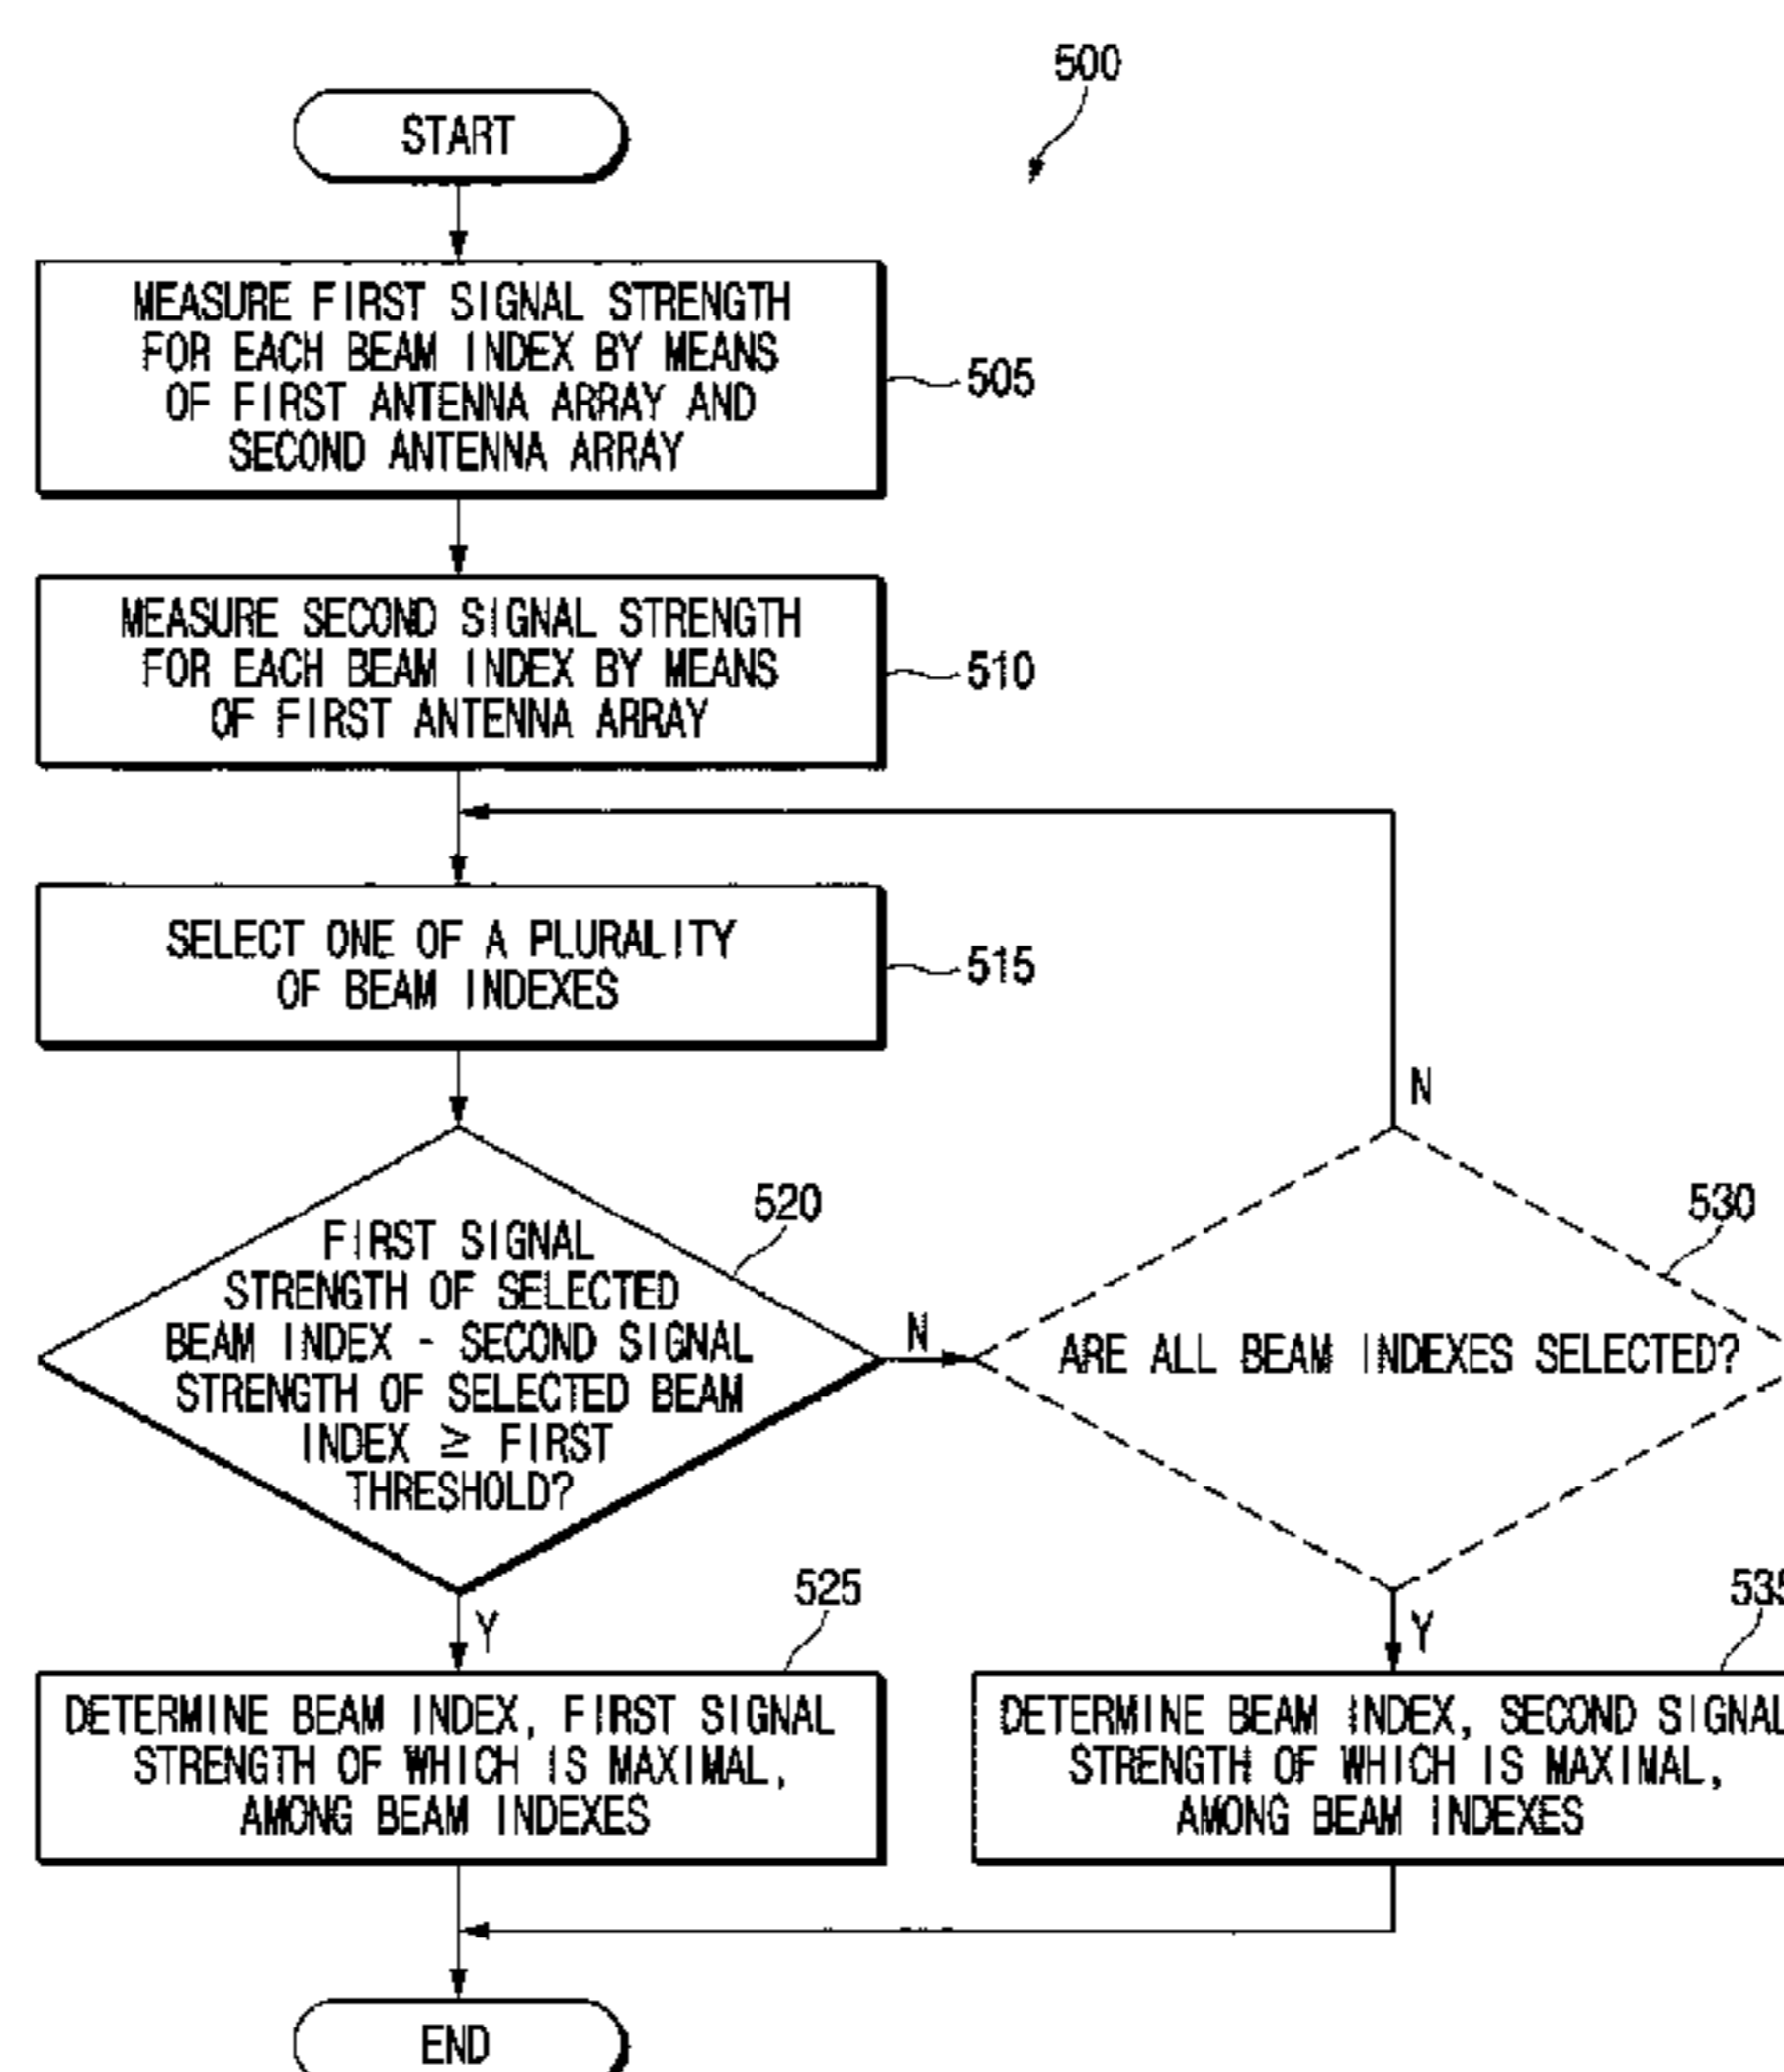 500
START
MEASURE FIRST SIGNAL STRENGTH
FOR EACH BEAM INDEX BY MEANS
OF FIRST ANTENNA ARRAY AND
SECOND ANTENNA ARRAY
505
MEASURE SECOND SIGNAL STRENGTH
FOR EACH BEAM INDEX BY MEANS
OF FIRST ANTENNA ARRAY
510
SELECT ONE OF A PLURALITY
OF BEAM INDEXES
515
N
520
FIRST SIGNAL
STRENGTH OF SELECTED
BEAM INDEX - SECOND SIGNAL
STRENGTH OF SELECTED BEAM
INDEX ≥ FIRST
THRESHOLD?
N
530
ARE ALL BEAM INDEXES SELECTED?
Y
525
DETERMINE BEAM INDEX, FIRST SIGNAL
STRENGTH OF WHICH IS MAXIMAL,
AMONG BEAM INDEXES
Y
535
DETERMINE BEAM INDEX, SECOND SIGNAL
STRENGTH OF WHICH IS MAXIMAL,
AMONG BEAM INDEXES
END